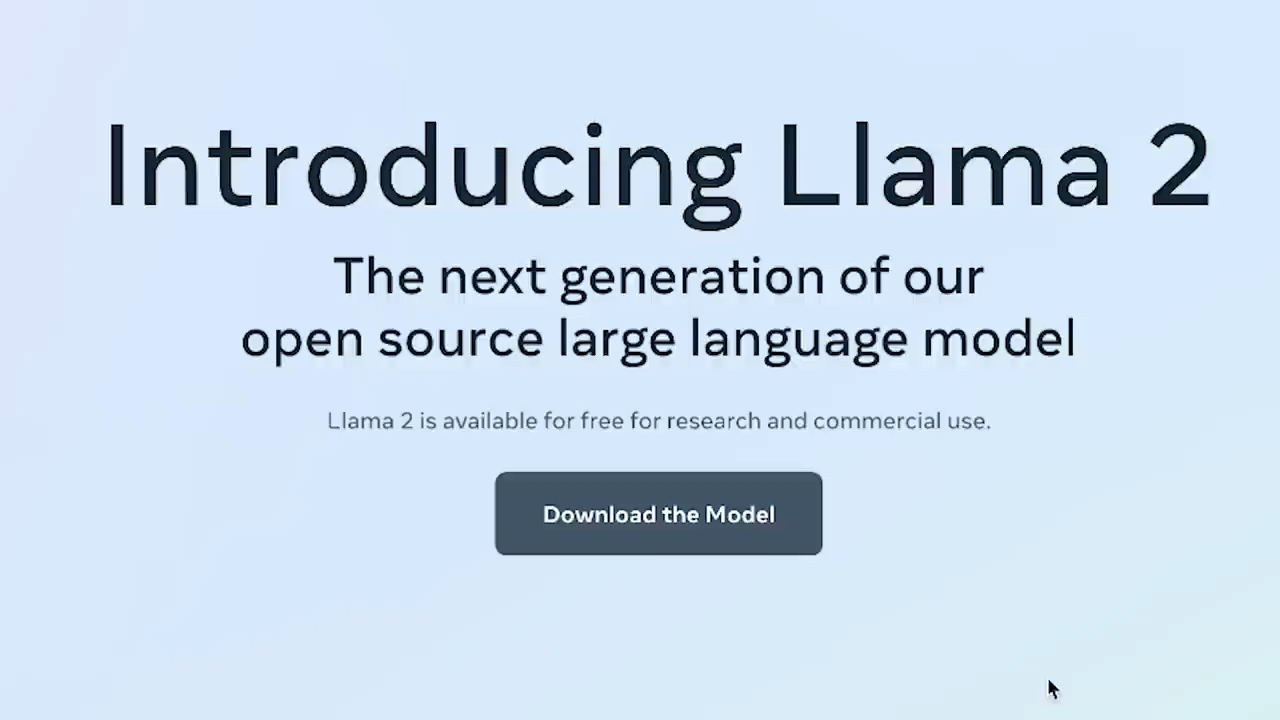 Introducing Llama 2
The next generation of our
open source large language model
Llama 2 is available for free for research and commercial use.
Download the Model